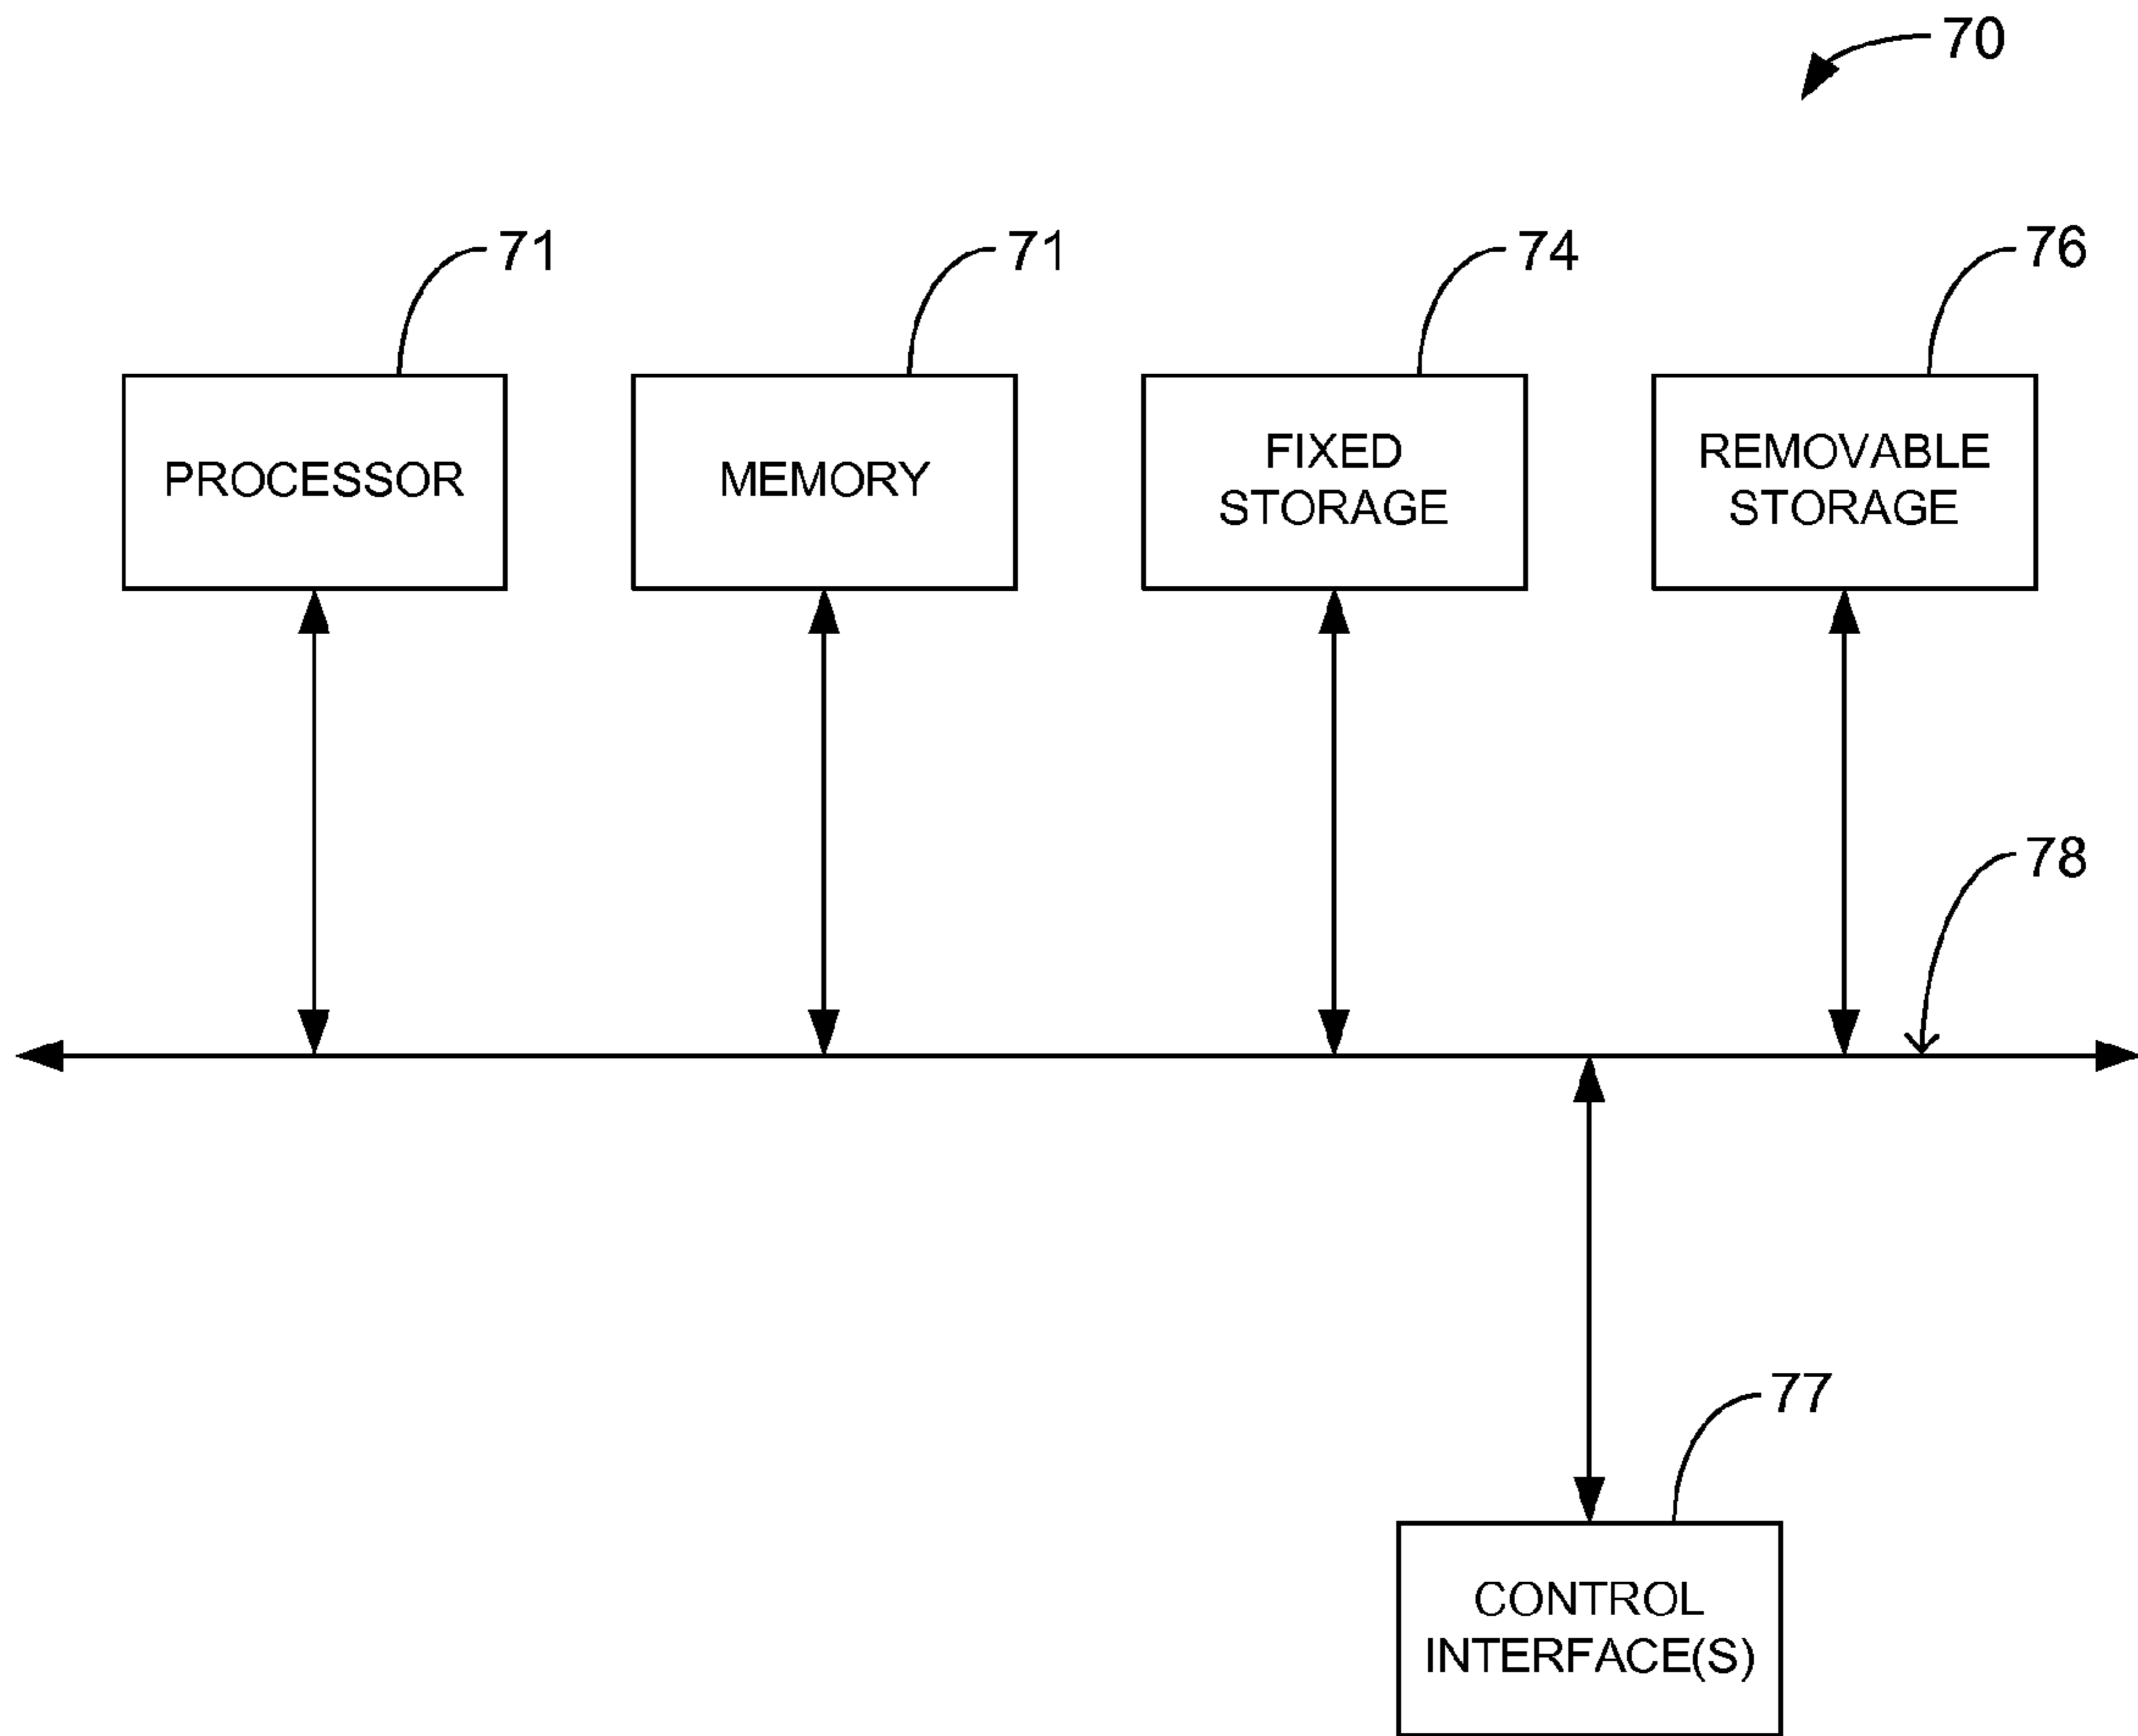 70
71
71
74
76
PROCESSOR
MEMORY
FIXED
STORAGE
REMOVABLE
STORAGE
78
77
CONTROL
INTERFACE(S)